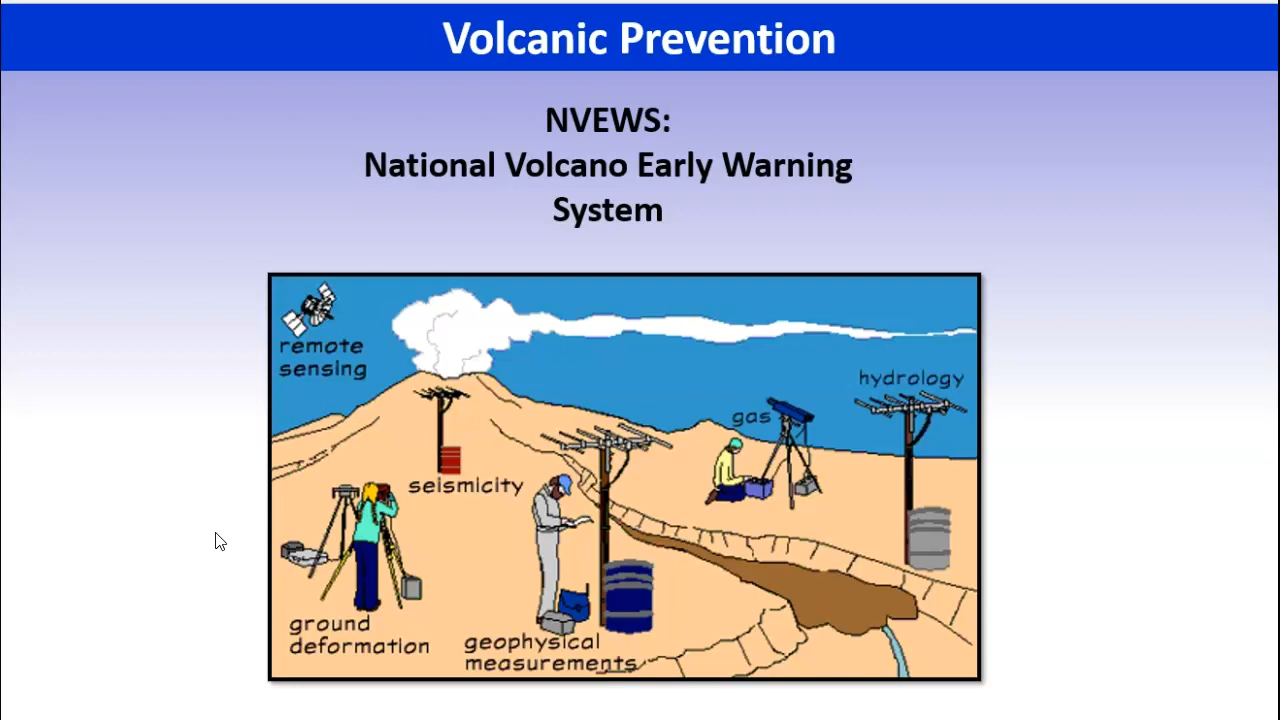 Volcanic Prevention
NVEWS:
National Volcano Early Warning
System
remote
sensing
hydrology
gas
seismicity
ground
deformation
geophysical
measurements